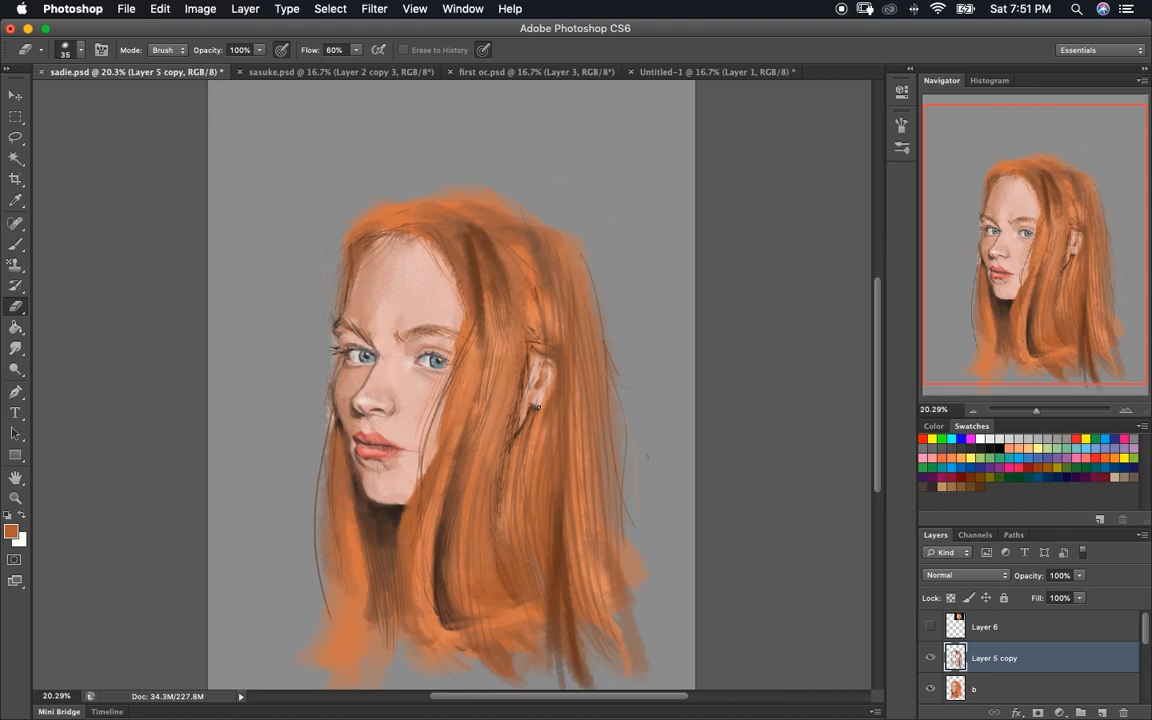 Photoshop File Edit Image Layer Type Select Filter View Window Help Sat 7:51 PM
Adobe Photoshop CS6
35 Mode: Brush Opacity: 100% Flow: 60% Erase to History Essentials
sadie.psd @ 20.3% (Layer 5 copy, RGB/8) * sasuke.psd @ 16.7% (Layer 2 copy 3, RGB/8*) first oc.psd @ 16.7% (Layer 3, RGB/8*) Untitled-1 @ 16.7% (Layer 1, RGB/8) *
Navigator Histogram
20.29%
Color Swatches
Layers Channels Paths
Kind
Normal Opacity: 100%
Lock: Fill: 100%
Layer 6
Layer 5 copy
b
20.29% Doc: 34.3M/227.8M
Mini Bridge Timeline